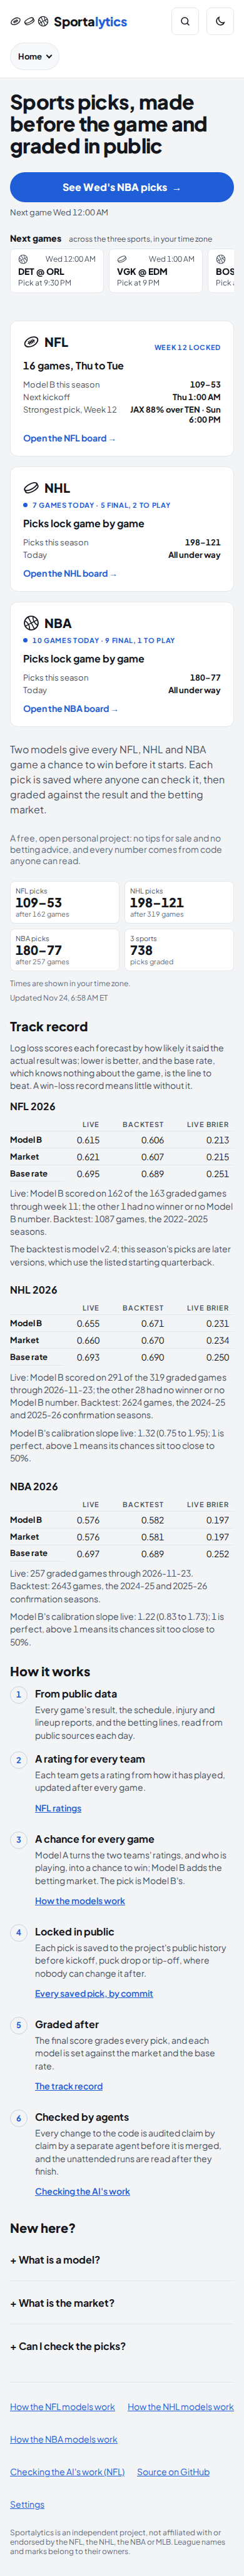 Sportalytics
Home
Sports picks, made
before the game and
graded in public
See Wed's NBA picks →
Next game Wed 12:00 AM
Next games across the three sports, in your time zone
Wed 12:00 AM
DET @ ORL
Pick at 9:30 PM
Wed 1:00 AM
VGK @ EDM
Pick at 9 PM
BOS
Pick a
NFL
WEEK 12 LOCKED
16 games, Thu to Tue
Model B this season 109–53
Next kickoff Thu 1:00 AM
Strongest pick, Week 12 JAX 88% over TEN · Sun
6:00 PM
Open the NFL board →
NHL
7 GAMES TODAY · 5 FINAL, 2 TO PLAY
Picks lock game by game
Picks this season 198–121
Today All under way
Open the NHL board →
NBA
10 GAMES TODAY · 9 FINAL, 1 TO PLAY
Picks lock game by game
Picks this season 180–77
Today All under way
Open the NBA board →
Two models give every NFL, NHL and NBA
game a chance to win before it starts. Each
pick is saved where anyone can check it, then
graded against the result and the betting
market.
A free, open personal project: no tips for sale and no
betting advice, and every number comes from code
anyone can read.
NFL picks
109–53
after 162 games
NHL picks
198–121
after 319 games
NBA picks
180–77
after 257 games
3 sports
738
picks graded
Times are shown in your time zone.
Updated Nov 24, 6:58 AM ET
Track record
Log loss scores each forecast by how likely it said the
actual result was; lower is better, and the base rate,
which knows nothing about the game, is the one to
beat. A win-loss record means little without it.
NFL 2026
LIVE BACKTEST LIVE BRIER
Model B 0.615 0.606 0.213
Market 0.621 0.607 0.215
Base rate 0.695 0.689 0.251
Live: Model B scored on 162 of the 163 graded games
through week 11; the other 1 had no winner or no Model
B number. Backtest: 1087 games, the 2022-2025
seasons.
The backtest is model v2.4; this season's picks are later
versions, which use the listed starting quarterback.
NHL 2026
LIVE BACKTEST LIVE BRIER
Model B 0.655 0.671 0.231
Market 0.660 0.670 0.234
Base rate 0.693 0.690 0.250
Live: Model B scored on 291 of the 319 graded games
through 2026-11-23; the other 28 had no winner or no
Model B number. Backtest: 2624 games, the 2024-25
and 2025-26 confirmation seasons.
Model B's calibration slope live: 1.32 (0.75 to 1.95); 1 is
perfect, above 1 means its chances sit too close to
50%.
NBA 2026
LIVE BACKTEST LIVE BRIER
Model B 0.576 0.582 0.197
Market 0.576 0.581 0.197
Base rate 0.697 0.689 0.252
Live: 257 graded games through 2026-11-23.
Backtest: 2643 games, the 2024-25 and 2025-26
confirmation seasons.
Model B's calibration slope live: 1.22 (0.83 to 1.73); 1 is
perfect, above 1 means its chances sit too close to
50%.
How it works
1 From public data
Every game's result, the schedule, injury and
lineup reports, and the betting lines, read from
public sources each day.
2 A rating for every team
Each team gets a rating from how it has played,
updated after every game.
NFL ratings
3 A chance for every game
Model A turns the two teams' ratings, and who is
playing, into a chance to win; Model B adds the
betting market. The pick is Model B's.
How the models work
4 Locked in public
Each pick is saved to the project's public history
before kickoff, puck drop or tip-off, where
nobody can change it after.
Every saved pick, by commit
5 Graded after
The final score grades every pick, and each
model is set against the market and the base
rate.
The track record
6 Checked by agents
Every change to the code is audited claim by
claim by a separate agent before it is merged,
and the unattended runs are read after they
finish.
Checking the AI's work
New here?
+ What is a model?
+ What is the market?
+ Can I check the picks?
How the NFL models work How the NHL models work
How the NBA models work
Checking the AI's work (NFL) Source on GitHub
Settings
Sportalytics is an independent project, not affiliated with or
endorsed by the NFL, the NHL, the NBA or MLB. League names
and marks belong to their owners.